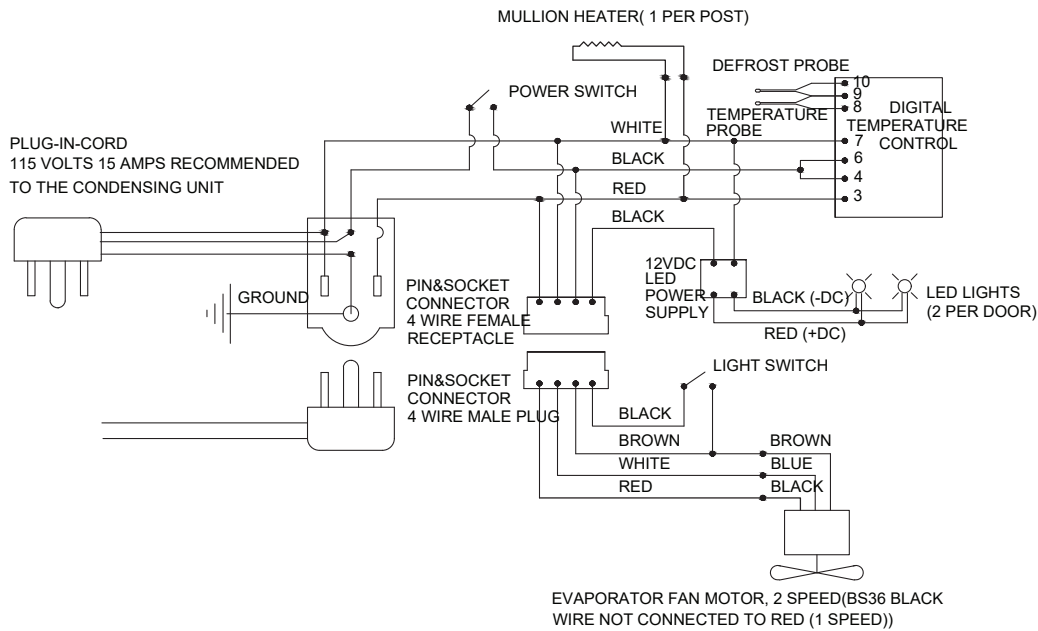 MULLION HEATER( 1 PER POST)
DEFROST PROBE
10
9
8
POWER SWITCH
TEMPERATURE
PROBE
DIGITAL
TEMPERATURE
CONTROL
WHITE
7
PLUG-IN-CORD
115 VOLTS 15 AMPS RECOMMENDED
TO THE CONDENSING UNIT
BLACK
6
4
RED
3
BLACK
12VDC
LED
POWER
SUPPLY
BLACK (-DC)
RED (+DC)
LED LIGHTS
(2 PER DOOR)
GROUND
PIN&SOCKET
CONNECTOR
4 WIRE FEMALE
RECEPTACLE
PIN&SOCKET
CONNECTOR
4 WIRE MALE PLUG
LIGHT SWITCH
BLACK
BROWN
BROWN
WHITE
BLUE
RED
BLACK
EVAPORATOR FAN MOTOR, 2 SPEED(BS36 BLACK
WIRE NOT CONNECTED TO RED (1 SPEED))